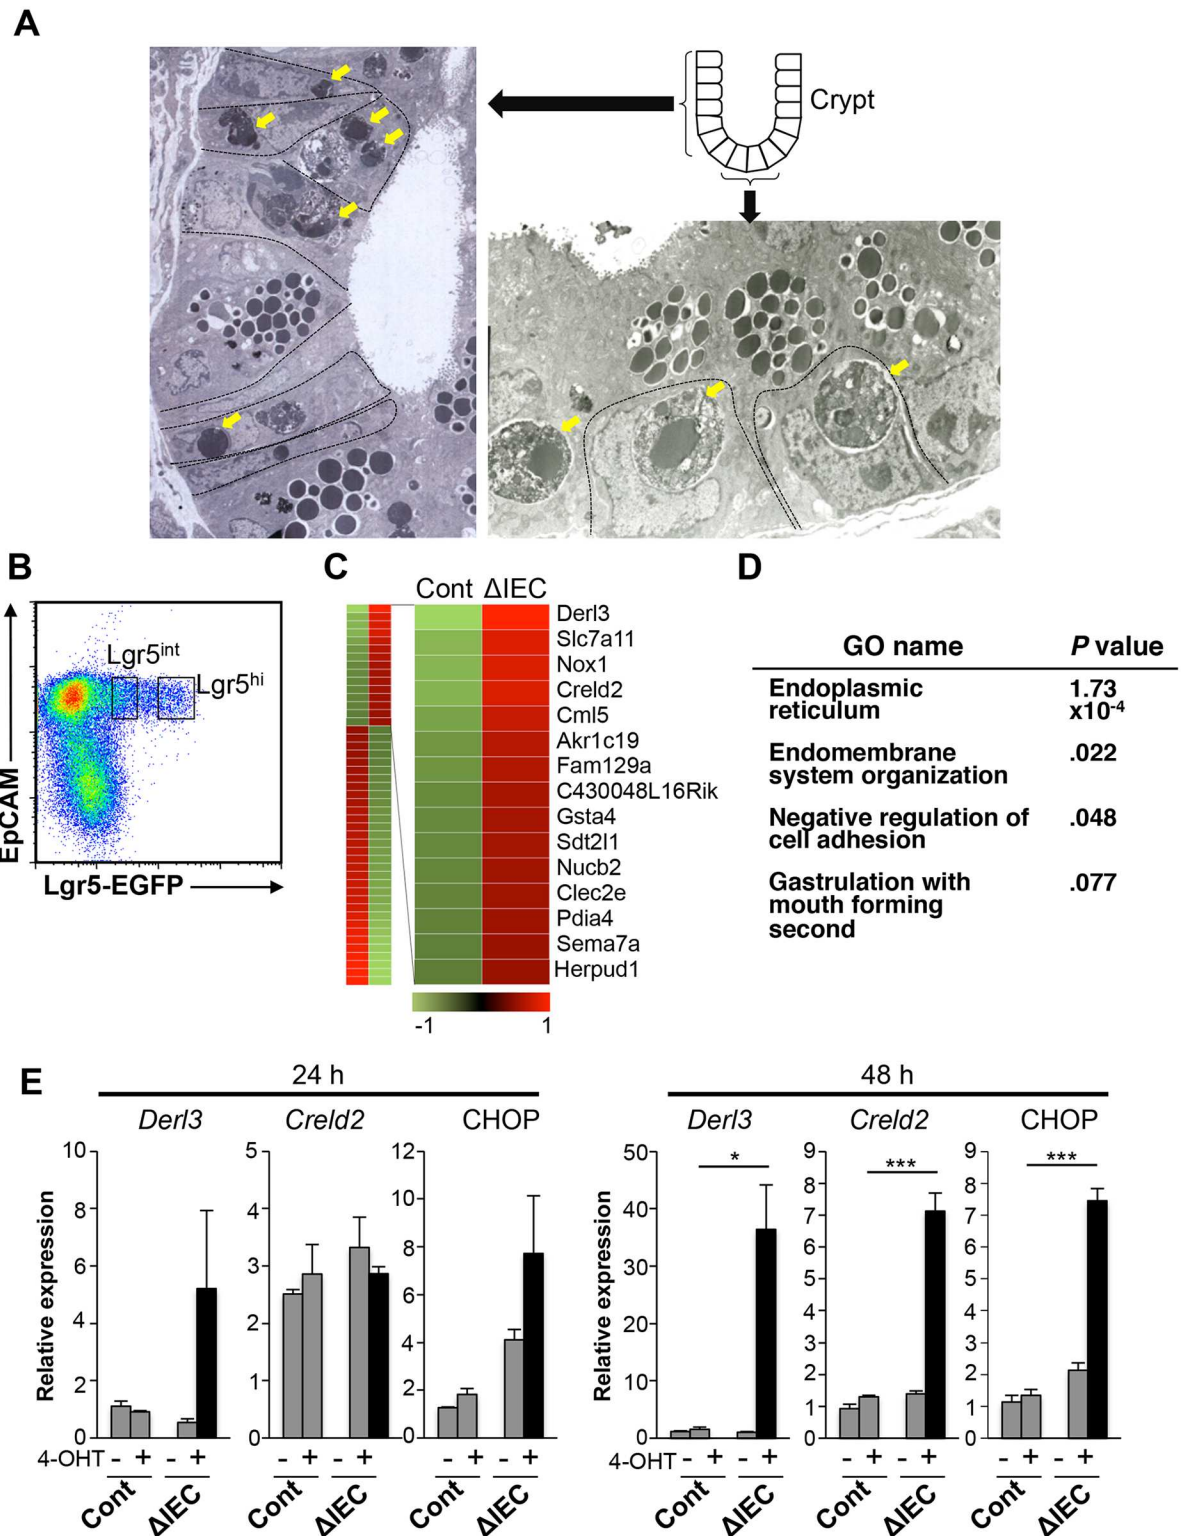 A
Crypt
B
Lgr5int
Lgr5hi
EpCAM
Lgr5-EGFP
C
Cont ΔIEC
Derl3
Slc7a11
Nox1
Creld2
Cml5
Akr1c19
Fam129a
C430048L16Rik
Gsta4
Sdt2l1
Nucb2
Clec2e
Pdia4
Sema7a
Herpud1
-1 1
D
GO name P value
Endoplasmic 1.73
reticulum x10-4
Endomembrane .022
system organization
Negative regulation of .048
cell adhesion
Gastrulation with .077
mouth forming
second
E
24 h
Derl3 Creld2 CHOP
Relative expression
10
8
6
4
2
0
5
4
3
2
1
0
12
10
8
6
4
2
0
4-OHT - + - + - + - + - + - +
Cont ΔIEC Cont ΔIEC Cont ΔIEC
48 h
Derl3 Creld2 CHOP
Relative expression
50
40
30
20
10
0
*
9
8
7
6
5
4
3
2
1
0
***
9
8
7
6
5
4
3
2
1
0
***
4-OHT - + - + - + - + - + - +
Cont ΔIEC Cont ΔIEC Cont ΔIEC